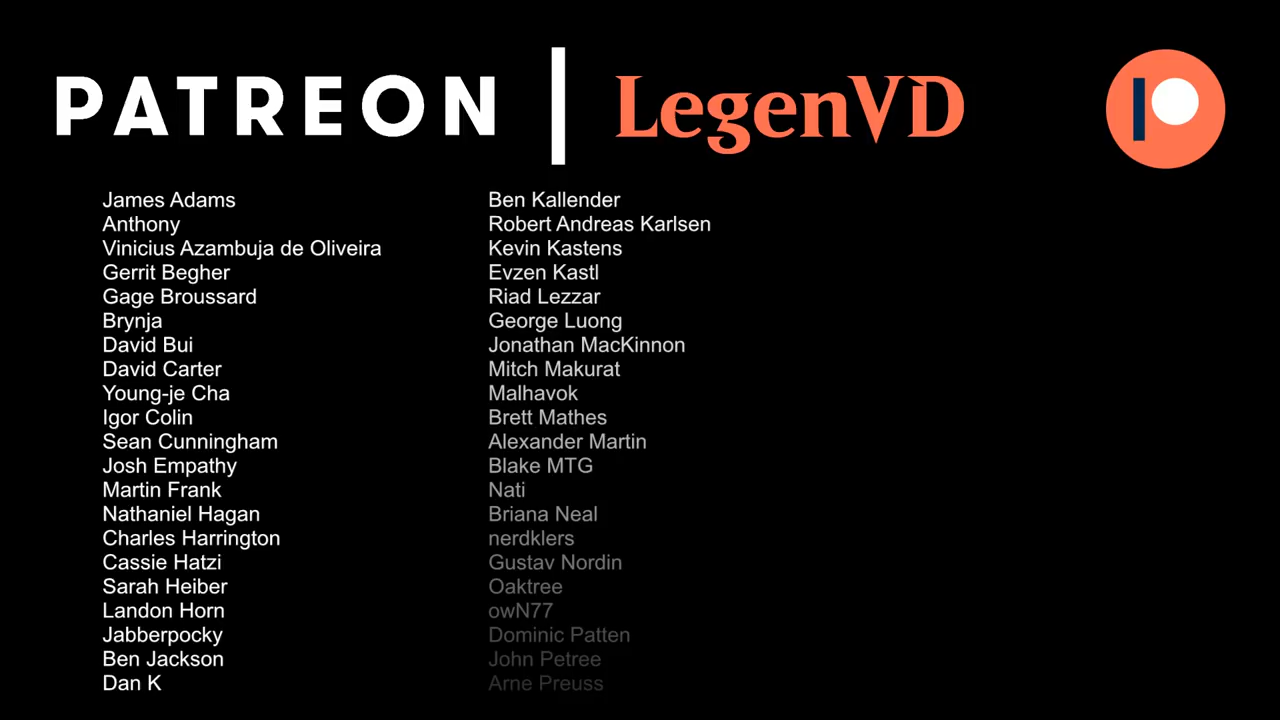 PATREON | LegenVD
James Adams
Anthony
Vinicius Azambuja de Oliveira
Gerrit Begher
Gage Broussard
Brynja
David Bui
David Carter
Young-je Cha
Igor Colin
Sean Cunningham
Josh Empathy
Martin Frank
Nathaniel Hagan
Charles Harrington
Cassie Hatzi
Sarah Heiber
Landon Horn
Jabberpocky
Ben Jackson
Dan K
Ben Kallender
Robert Andreas Karlsen
Kevin Kastens
Evzen Kastl
Riad Lezzar
George Luong
Jonathan MacKinnon
Mitch Makurat
Malhavok
Brett Mathes
Alexander Martin
Blake MTG
Nati
Briana Neal
nerdklers
Gustav Nordin
Oaktree
owN77
Dominic Patten
John Petree
Arne Preuss